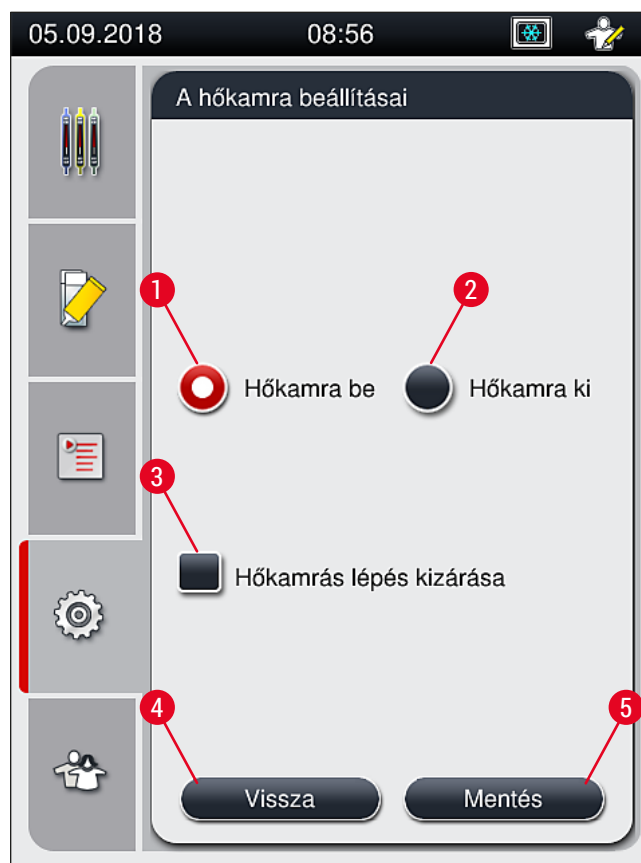 05.09.2018 08:56
A hőkamra beállításai
1 2
Hőkamra be Hőkamra ki
3
Hőkamrás lépés kizárása
4 5
Vissza Mentés